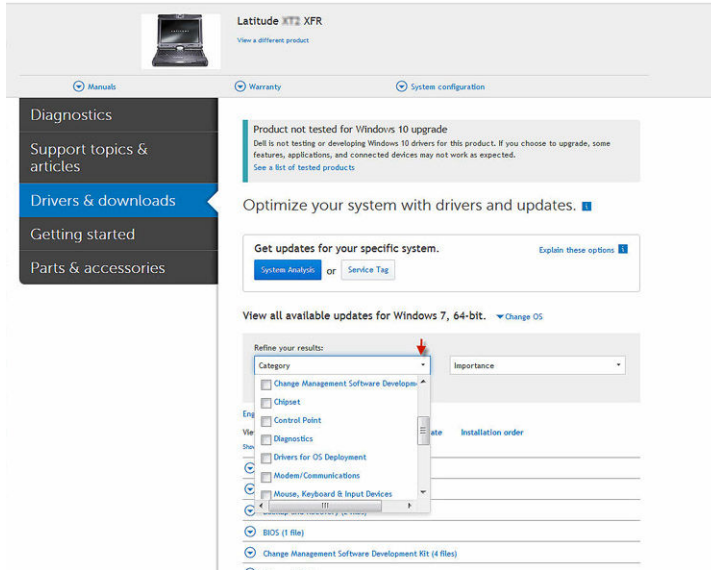 Latitude XT2 XFR
View a different product
Manuals
Warranty
System configuration
Diagnostics
Support topics &
articles
Drivers & downloads
Getting started
Parts & accessories
Product not tested for Windows 10 upgrade
Dell is not testing or developing Windows 10 drivers for this product. If you choose to upgrade, some
features, applications, and connected devices may not work as expected.
See a list of tested products
Optimize your system with drivers and updates.
Get updates for your specific system.
Explain these options
System Analysis or Service Tag
View all available updates for Windows 7, 64-bit. Change OS
Refine your results:
Category
Importance
Change Management Software Developm
Chipset
Control Point
Diagnostics
Drivers for OS Deployment
Modem/Communications
Mouse, Keyboard & Input Devices
Installation order
BIOS (1 file)
Change Management Software Development Kit (4 files)